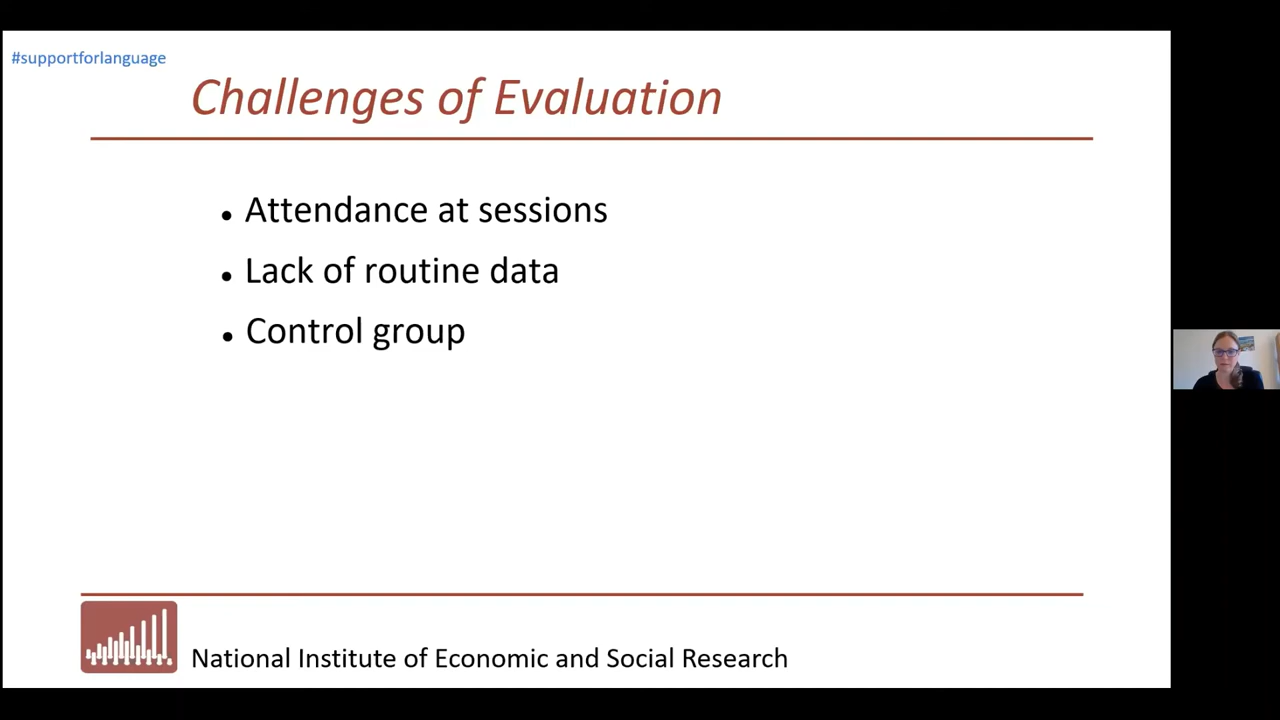 #supportforlanguage
Challenges of Evaluation
• Attendance at sessions
• Lack of routine data
• Control group
National Institute of Economic and Social Research